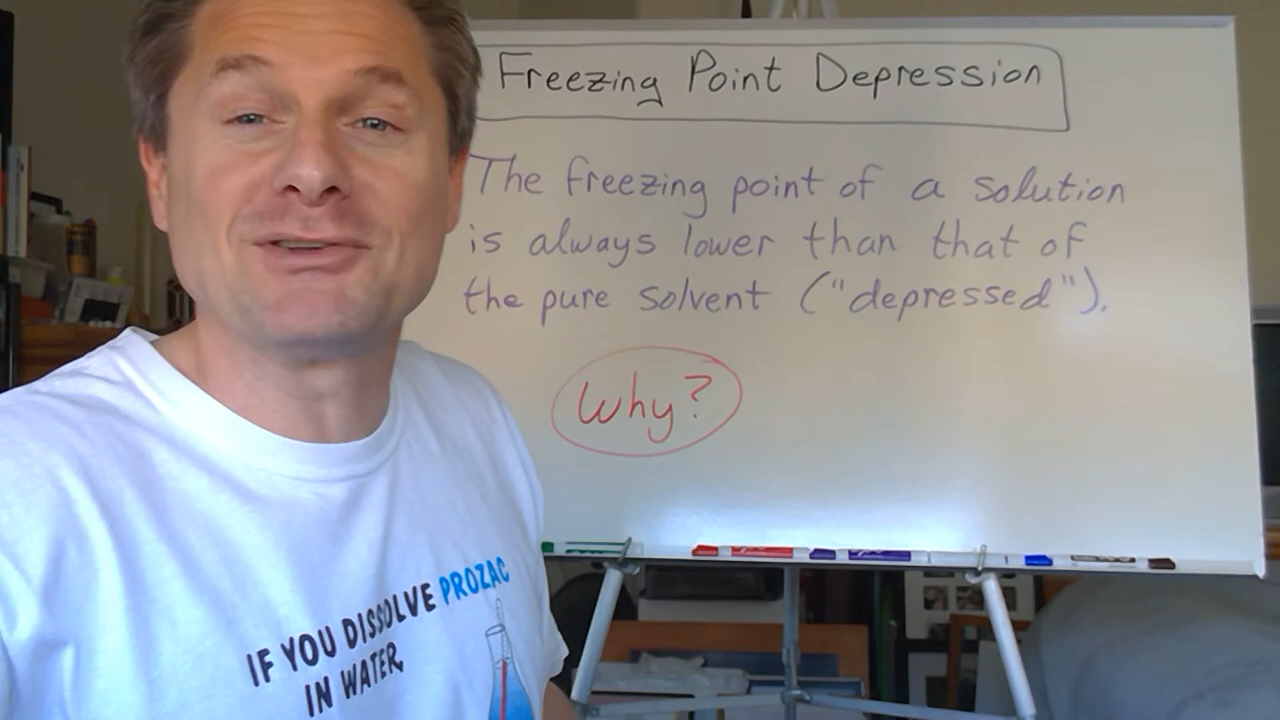 Freezing Point Depression
The freezing point of a solution
is always lower than that of
the pure solvent ("depressed").
Why?
IF YOU DISSOLVE PROZAC
IN WATER,